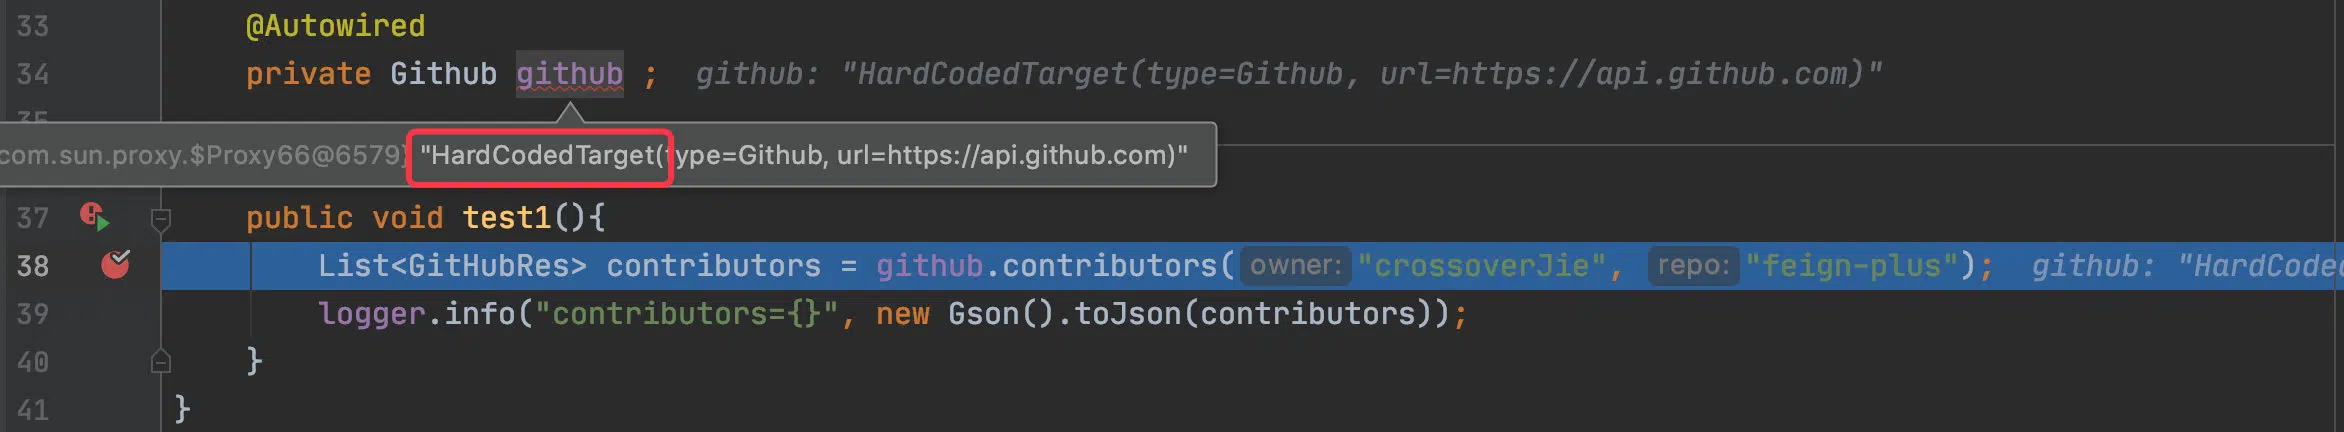 33 @Autowired
34 private Github github ; github: "HardCodedTarget(type=Github, url=https://api.github.com)"
35
com.sun.proxy.$Proxy66@6579} "HardCodedTarget(type=Github, url=https://api.github.com)"
37 public void test1(){
38 List<GitHubRes> contributors = github.contributors( owner: "crossoverJie", repo: "feign-plus"); github: "HardCoded
39 logger.info("contributors={}", new Gson().toJson(contributors));
40 }
41 }